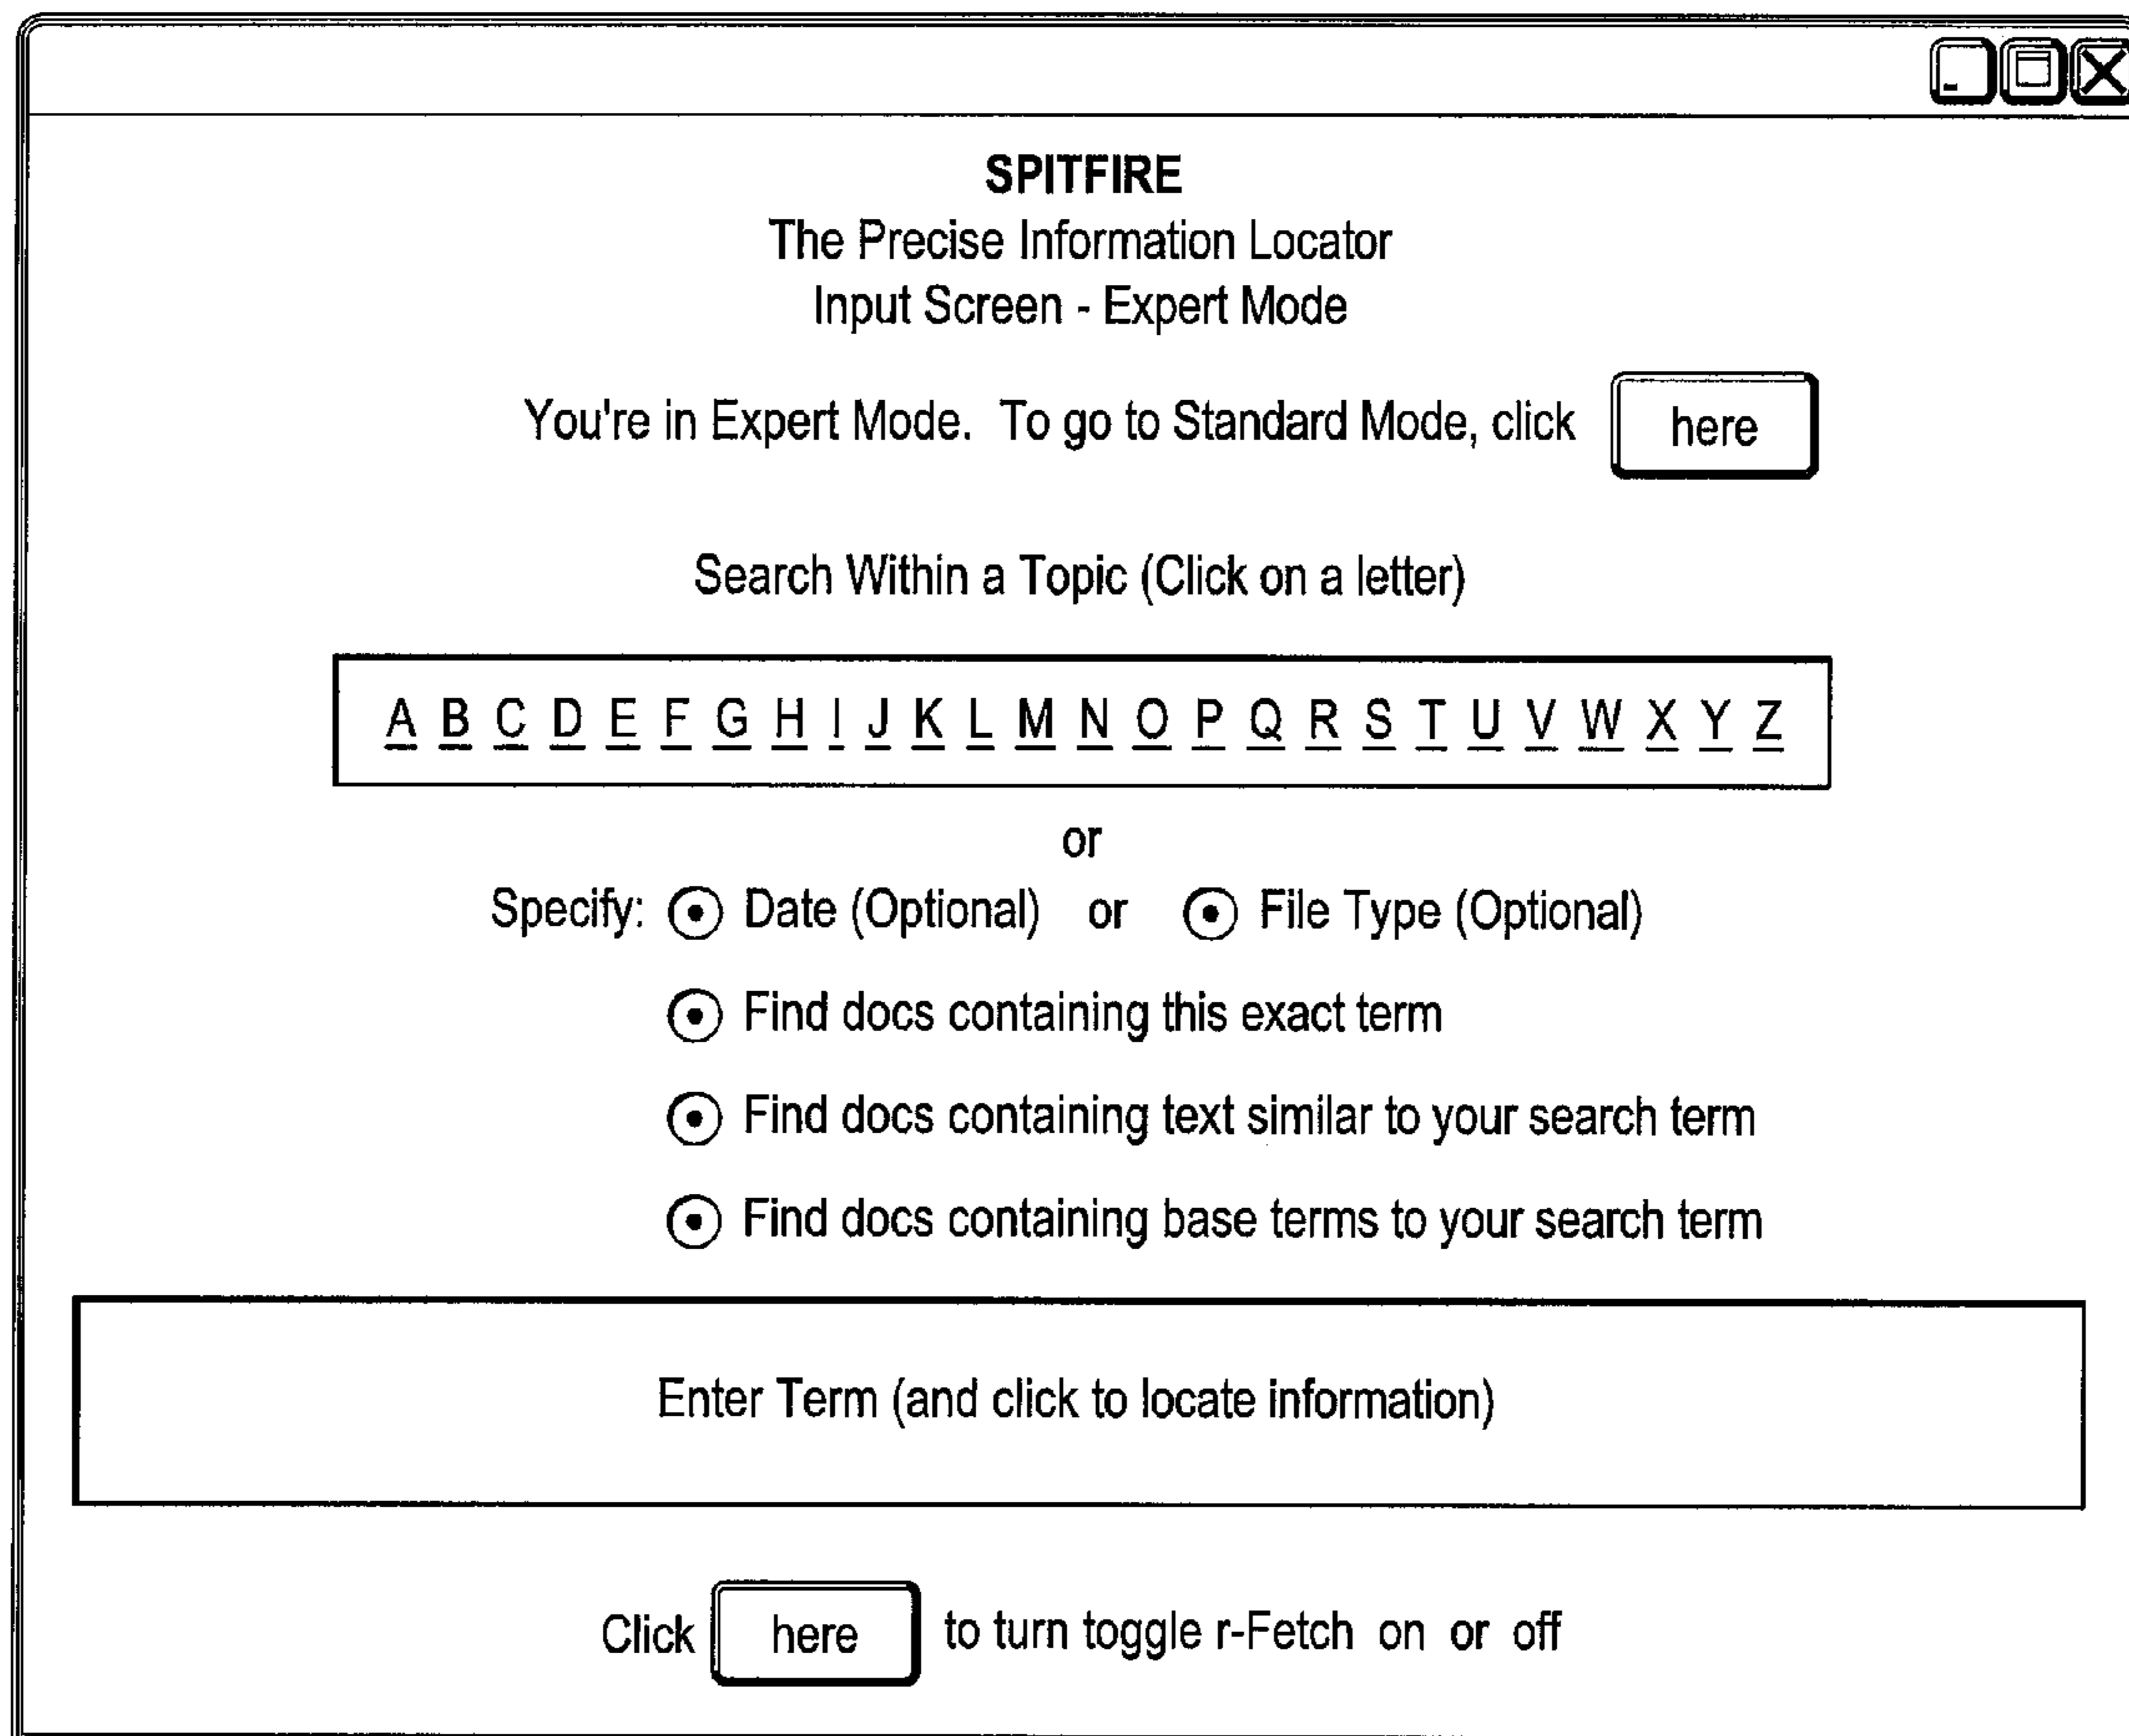 SPITFIRE
The Precise Information Locator
Input Screen - Expert Mode
You're in Expert Mode. To go to Standard Mode, click here
Search Within a Topic (Click on a letter)
A B C D E F G H I J K L M N O P Q R S T U V W X Y Z
or
Specify: Date (Optional) or File Type (Optional)
Find docs containing this exact term
Find docs containing text similar to your search term
Find docs containing base terms to your search term
Enter Term (and click to locate information)
Click here to turn toggle r-Fetch on or off